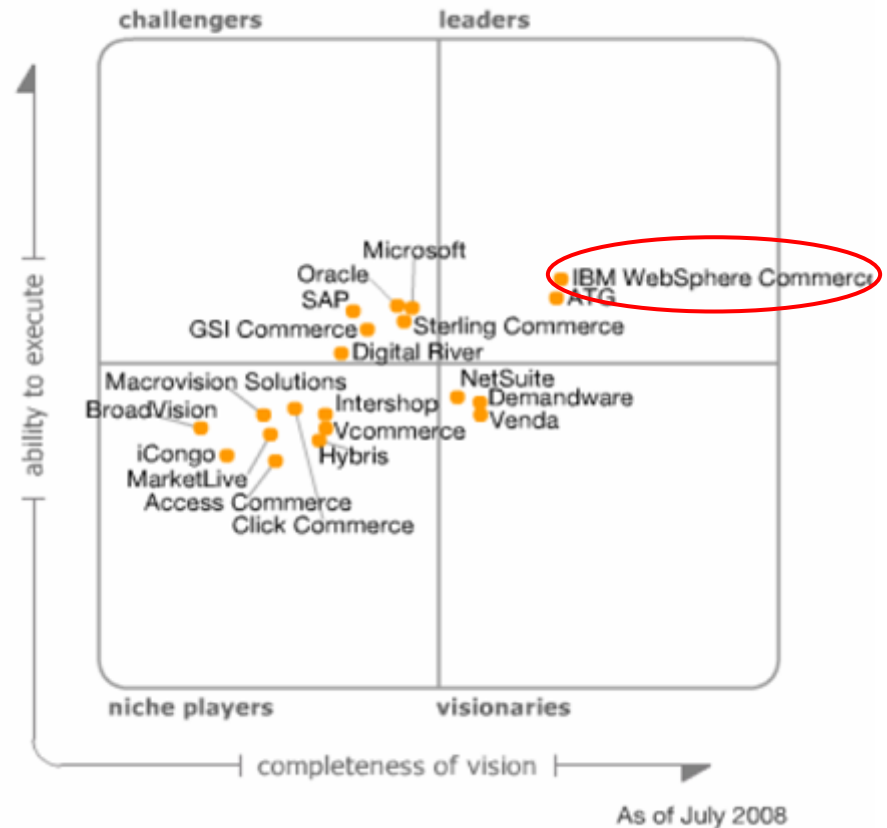 challengers
leaders
ability to execute
Microsoft
Oracle
IBM WebSphere Commerce
SAP
ATG
GSI Commerce
Sterling Commerce
Digital River
Macrovision Solutions
NetSuite
BroadVision
Intershop
Demandware
Vcommerce
Venda
iCongo
Hybris
MarketLive
Access Commerce
Click Commerce
niche players
visionaries
completeness of vision
As of July 2008